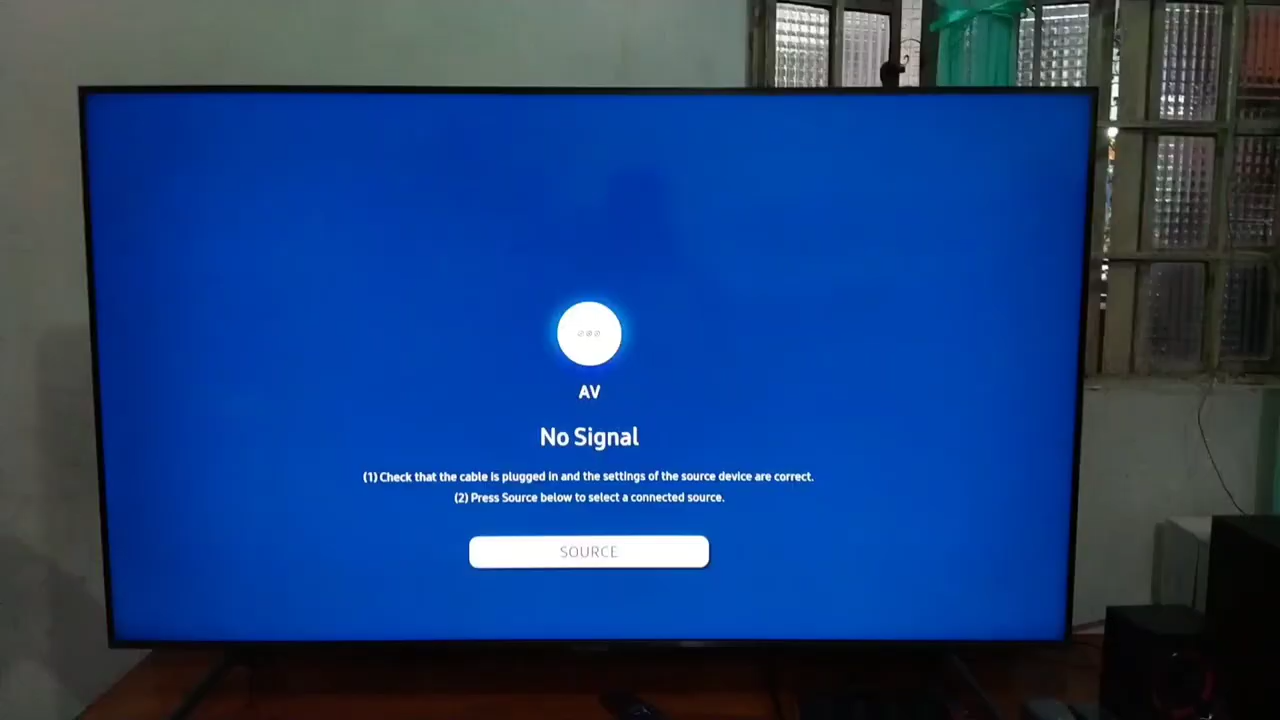 AV
No Signal
(1) Check that the cable is plugged in and the settings of the source device are correct.
(2) Press Source below to select a connected source.
SOURCE